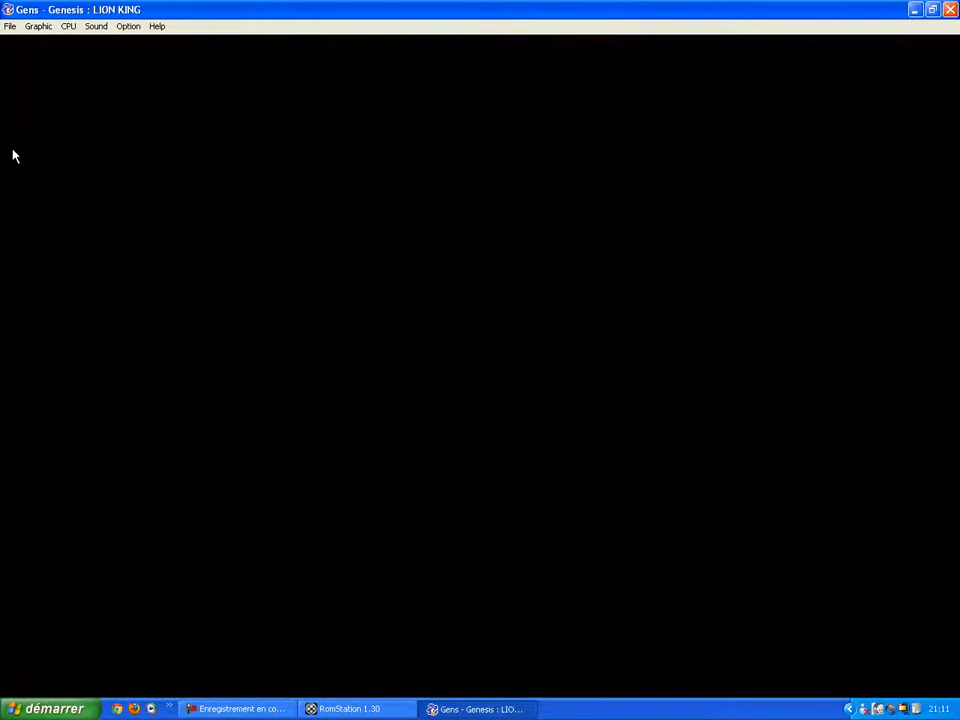 Gens - Genesis : LION KING
File Graphic CPU Sound Option Help
démarrer
Enregistrement en co...
RomStation 1.30
Gens - Genesis : LIO...
21:11